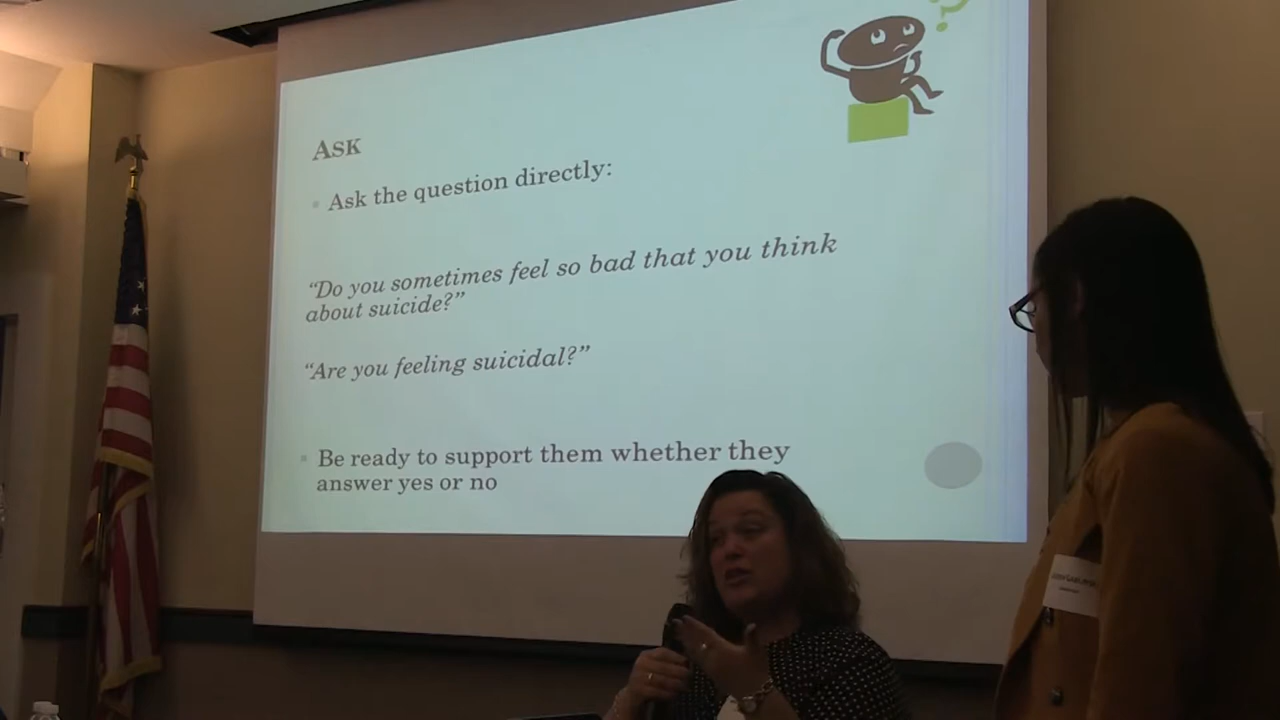 ASK
Ask the question directly:
“Do you sometimes feel so bad that you think
about suicide?”
“Are you feeling suicidal?”
Be ready to support them whether they
answer yes or no